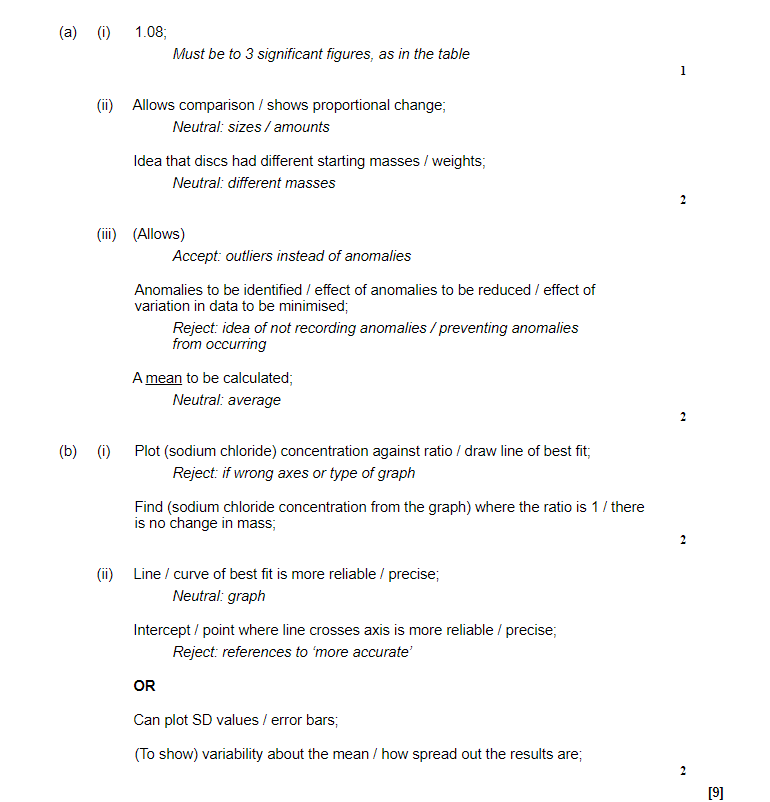 (a) (i) 1.08;
Must be to 3 significant figures, as in the table
1
(ii) Allows comparison / shows proportional change;
Neutral: sizes / amounts
Idea that discs had different starting masses / weights;
Neutral: different masses
2
(iii) (Allows)
Accept: outliers instead of anomalies
Anomalies to be identified / effect of anomalies to be reduced / effect of
variation in data to be minimised;
Reject: idea of not recording anomalies / preventing anomalies
from occurring
A mean to be calculated;
Neutral: average
2
(b) (i) Plot (sodium chloride) concentration against ratio / draw line of best fit;
Reject: if wrong axes or type of graph
Find (sodium chloride concentration from the graph) where the ratio is 1 / there
is no change in mass;
2
(ii) Line / curve of best fit is more reliable / precise;
Neutral: graph
Intercept / point where line crosses axis is more reliable / precise;
Reject: references to ‘more accurate’
OR
Can plot SD values / error bars;
(To show) variability about the mean / how spread out the results are;
2
[9]